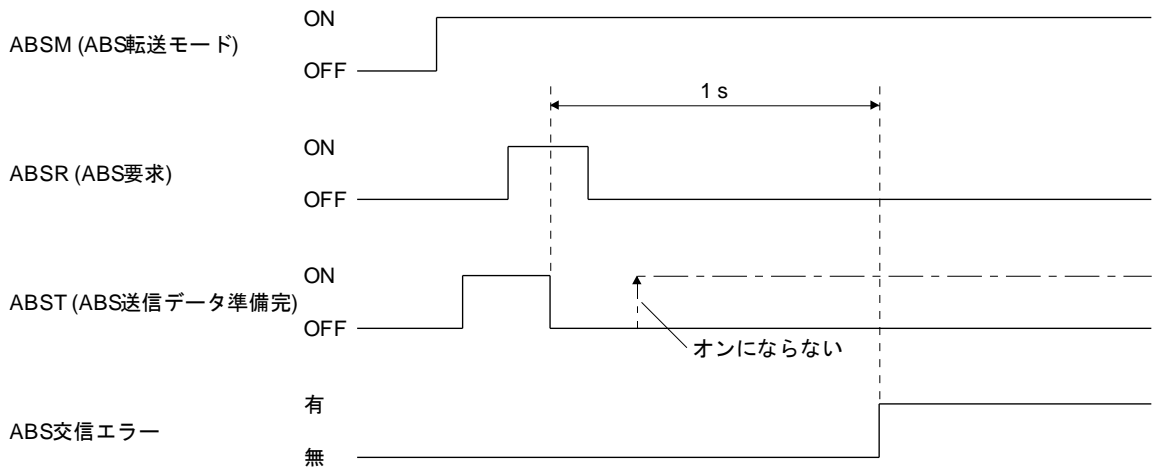 ON
ABSM (ABS転送モード)
OFF
1 s
ON
ABSR (ABS要求)
OFF
ON
ABST (ABS送信データ準備完)
OFF
オンにならない
有
ABS交信エラー
無